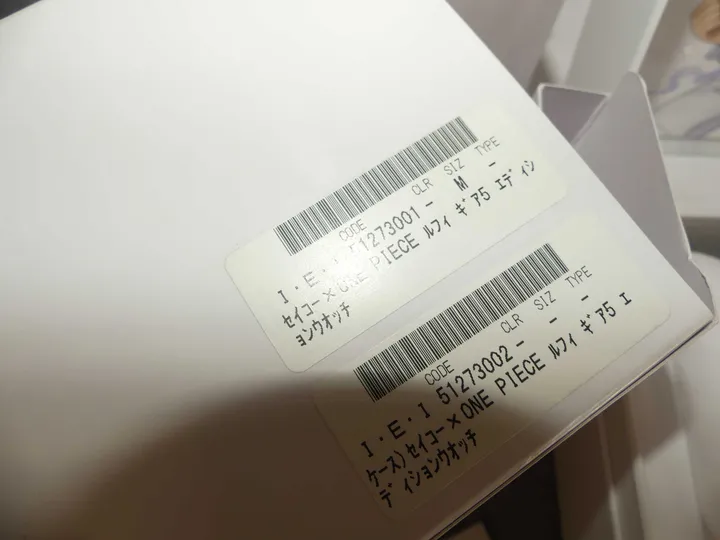 CODE CLR SIZ TYPE
I・E・I 51273001- M -
セイコー×ONE PIECE ルフィ ギア5 エディシ
ョンウオッチ
CODE CLR SIZ TYPE
I・E・I 51273002- - -
ケース)セイコー×ONE PIECE ルフィ ギア5 エ
ディションウオッチ